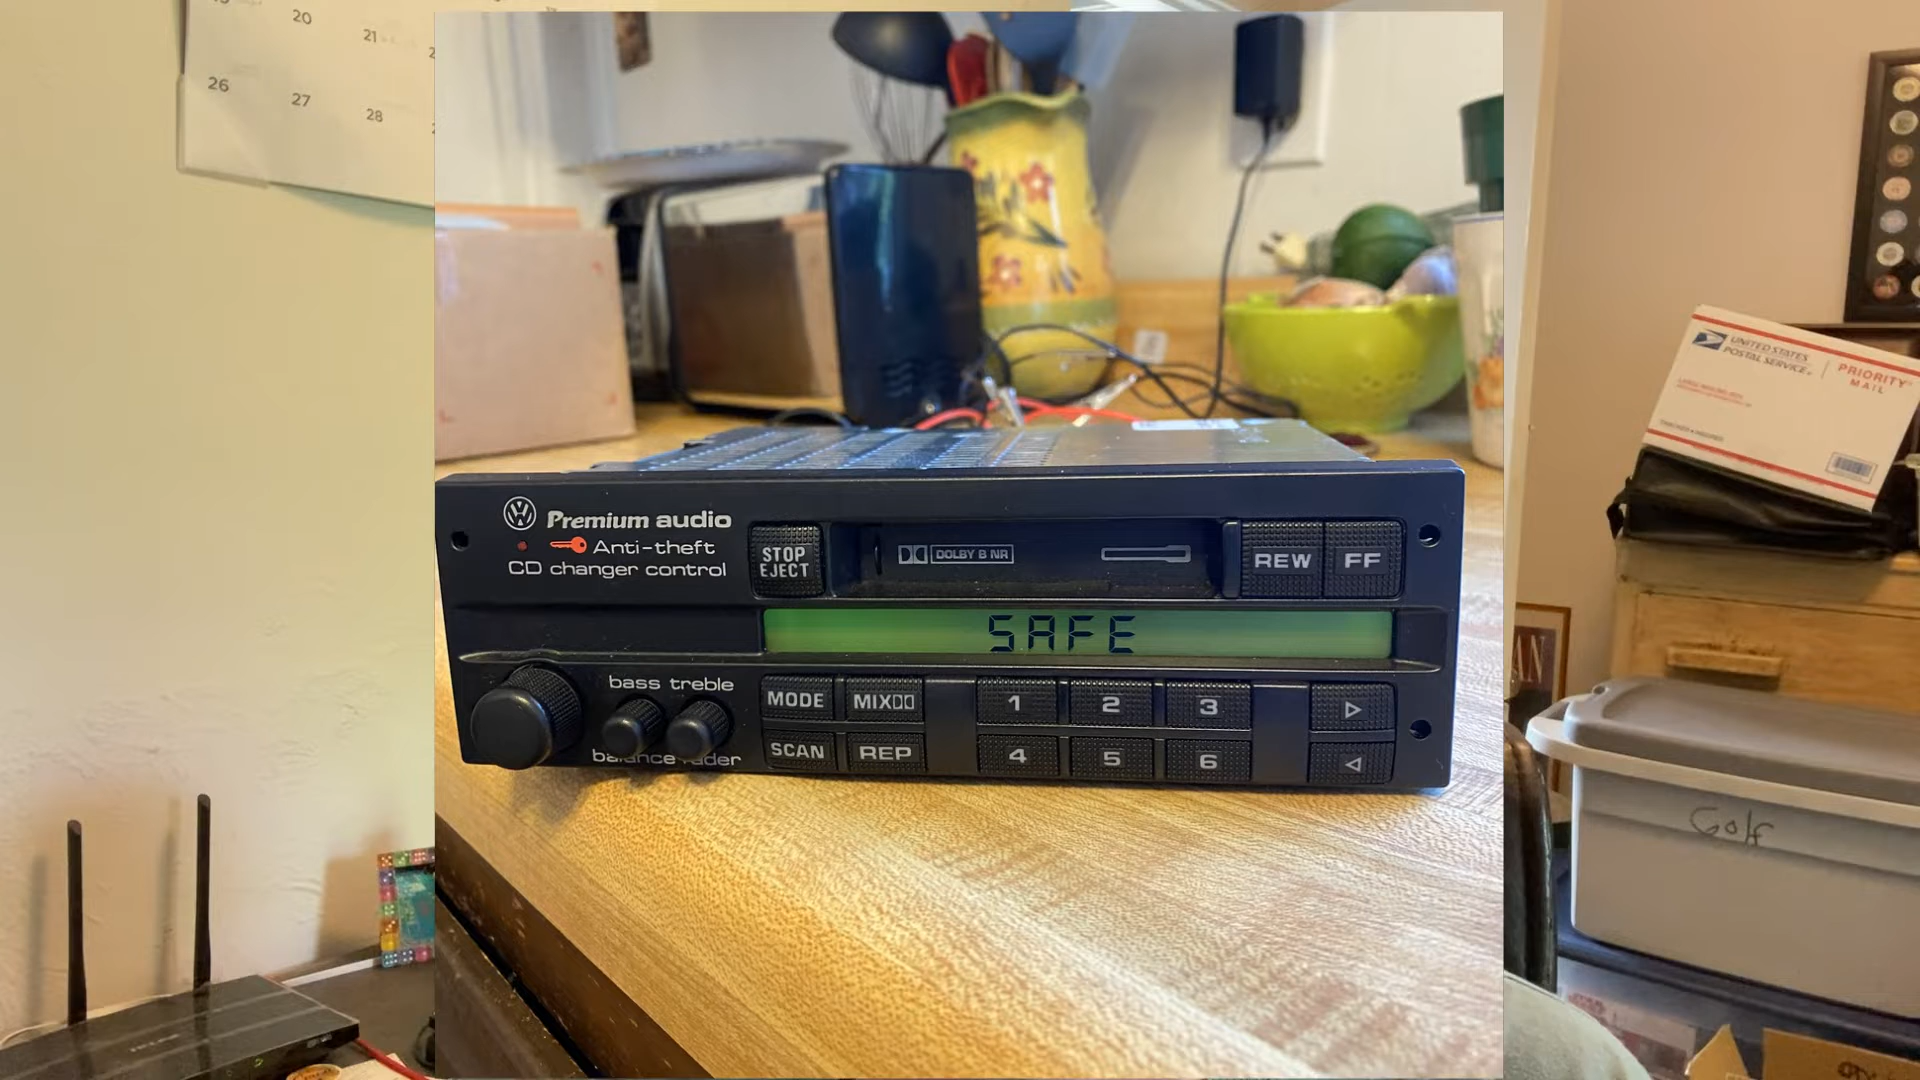 20
21
26
27
28
UNITED STATES
POSTAL SERVICE
PRIORITY
MAIL
Premium audio
Anti-theft
CD changer control
STOP
EJECT
DOLBY B NR
REW
FF
SAFE
bass treble
balance fader
MODE
MIX
1
2
3
SCAN
REP
4
5
6
Golf